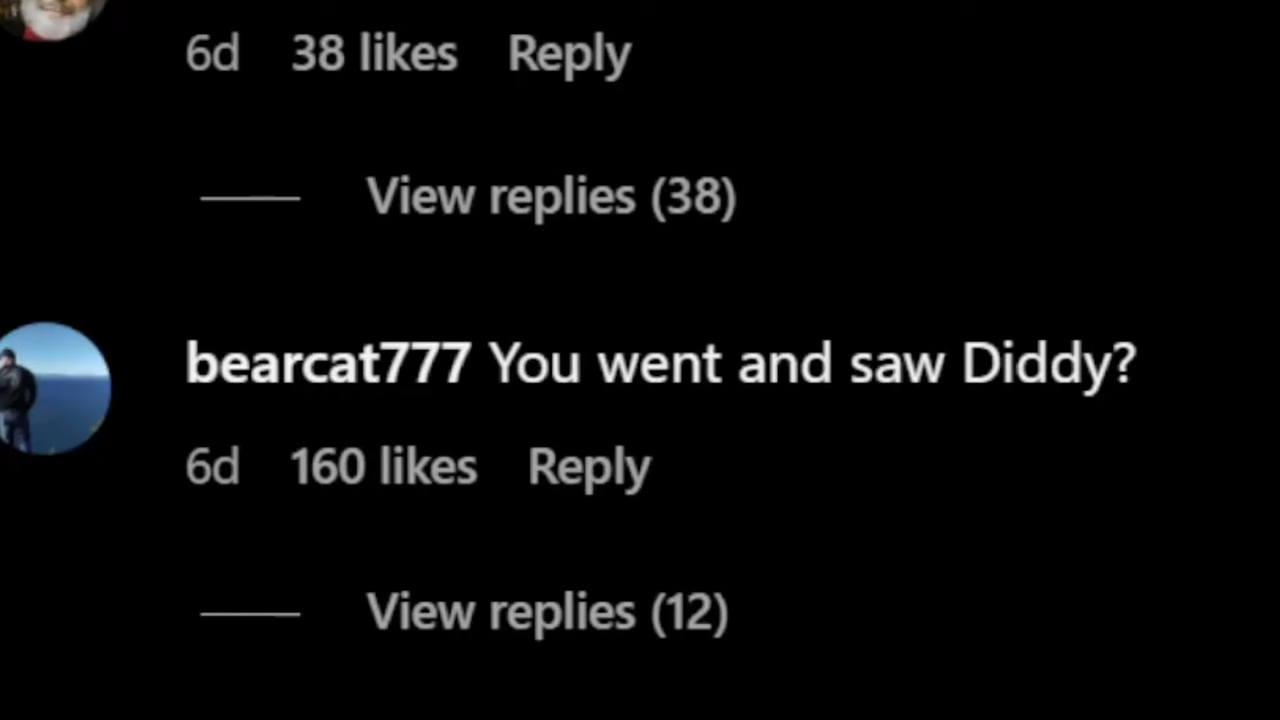 6d 38 likes Reply
View replies (38)
bearcat777 You went and saw Diddy?
6d 160 likes Reply
View replies (12)